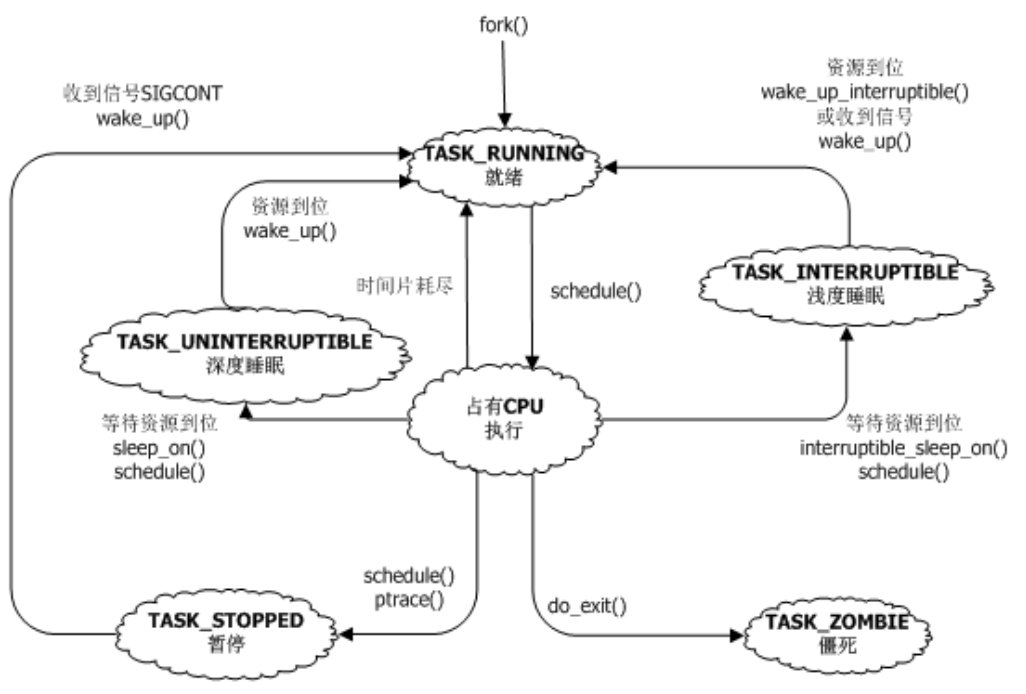 fork()
收到信号SIGCONT
wake_up()
资源到位
wake_up_interruptible()
或收到信号
wake_up()
TASK_RUNNING
就绪
资源到位
wake_up()
时间片耗尽
schedule()
TASK_INTERRUPTIBLE
浅度睡眠
TASK_UNINTERRUPTIBLE
深度睡眠
占有CPU
执行
等待资源到位
sleep_on()
schedule()
等待资源到位
interruptible_sleep_on()
schedule()
schedule()
ptrace()
do_exit()
TASK_STOPPED
暂停
TASK_ZOMBIE
僵死